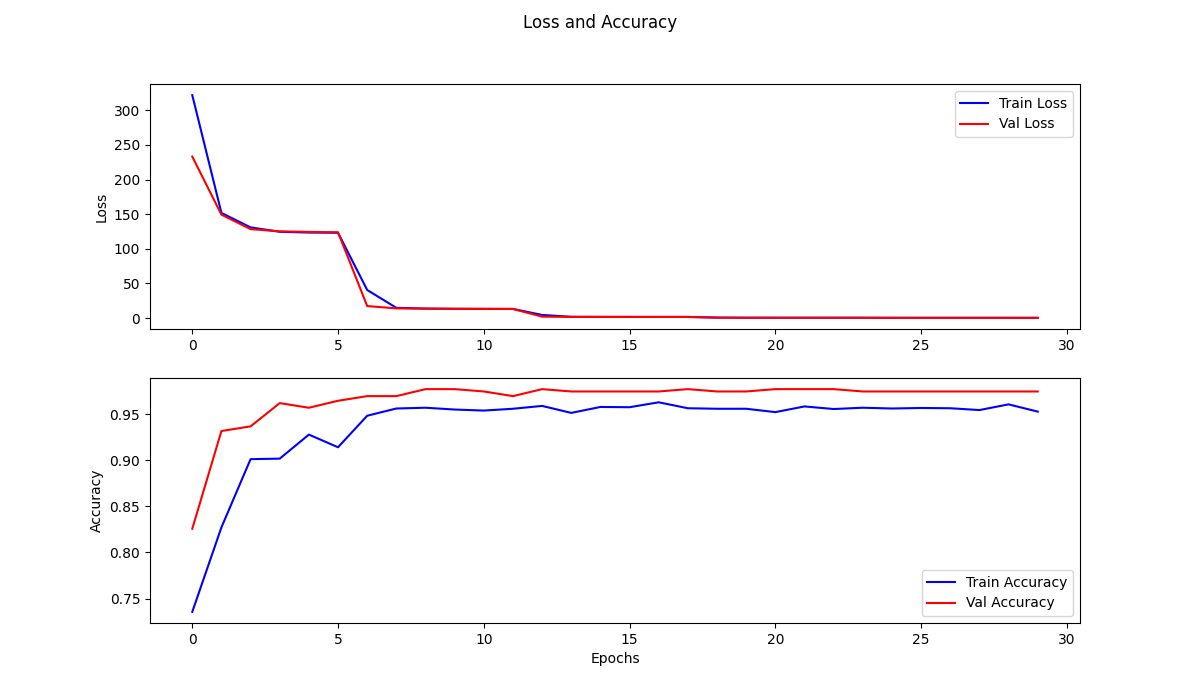 Loss and Accuracy
300
250
200
150
100
50
0
Loss
Train Loss
Val Loss
0 5 10 15 20 25 30
0.95
0.90
0.85
0.80
0.75
Accuracy
Train Accuracy
Val Accuracy
0 5 10 15 20 25 30
Epochs